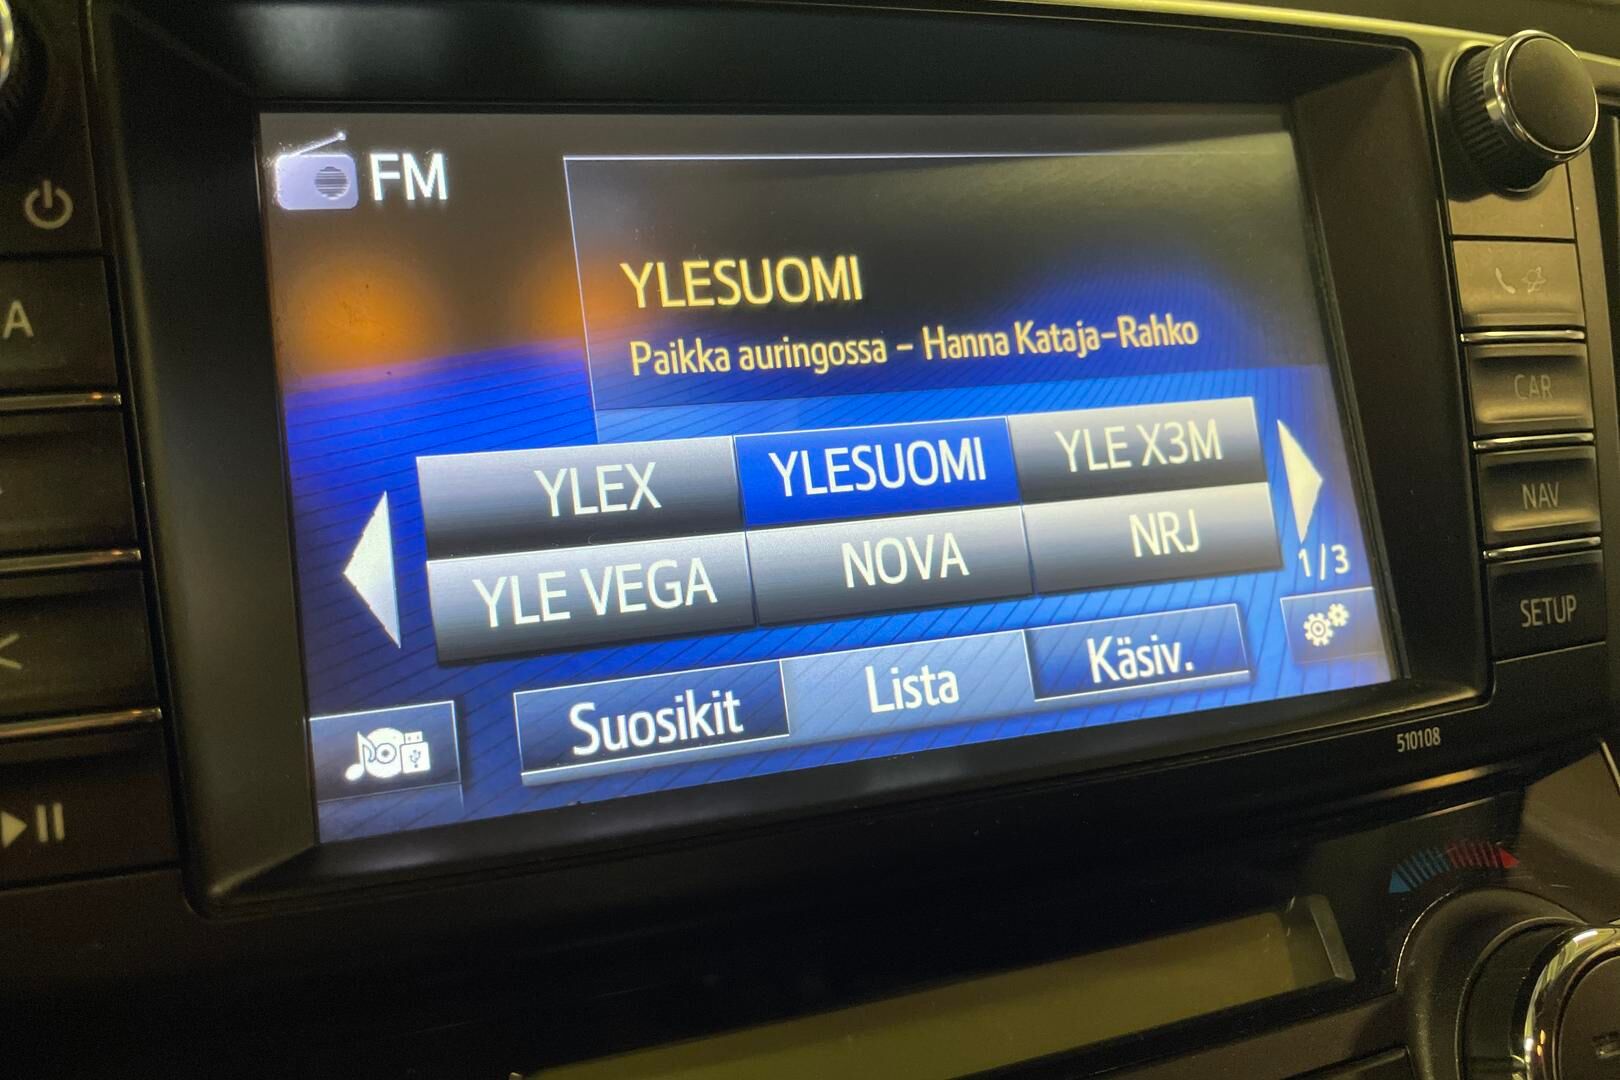 FM
YLESUOMI
Paikka auringossa - Hanna Kataja-Rahko
YLEX YLESUOMI YLE X3M
YLE VEGA NOVA NRJ
1/3
Suosikit Lista Käsiv.
510108
A
CAR
NAV
SETUP